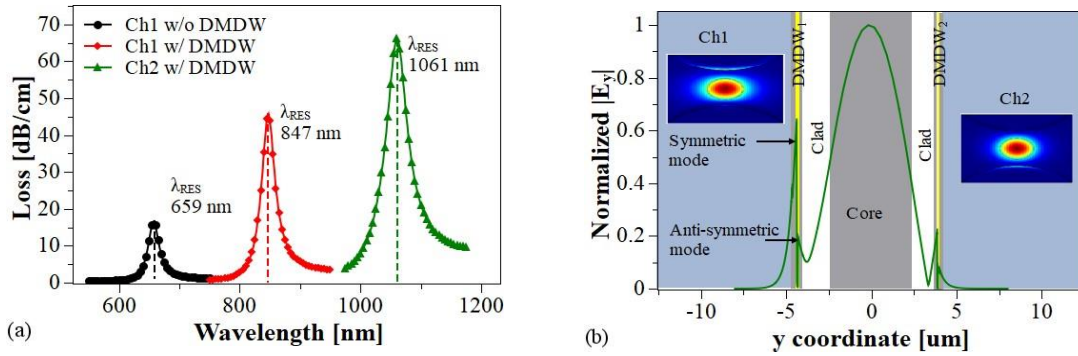 Loss [dB/cm]
70
60
50
40
30
20
10
0
Ch1 w/o DMDW
Ch1 w/ DMDW
Ch2 w/ DMDW
λRES
1061 nm
λRES
847 nm
λRES
659 nm
600
800
1000
1200
Wavelength [nm]
(a)
Normalized |Ey|
1
0.8
0.6
0.4
0.2
0
Ch1
DMDW1
DMDW2
Ch2
Symmetric
mode
Clad
Clad
Core
Anti-symmetric
mode
-10
-5
0
5
10
y coordinate [um]
(b)